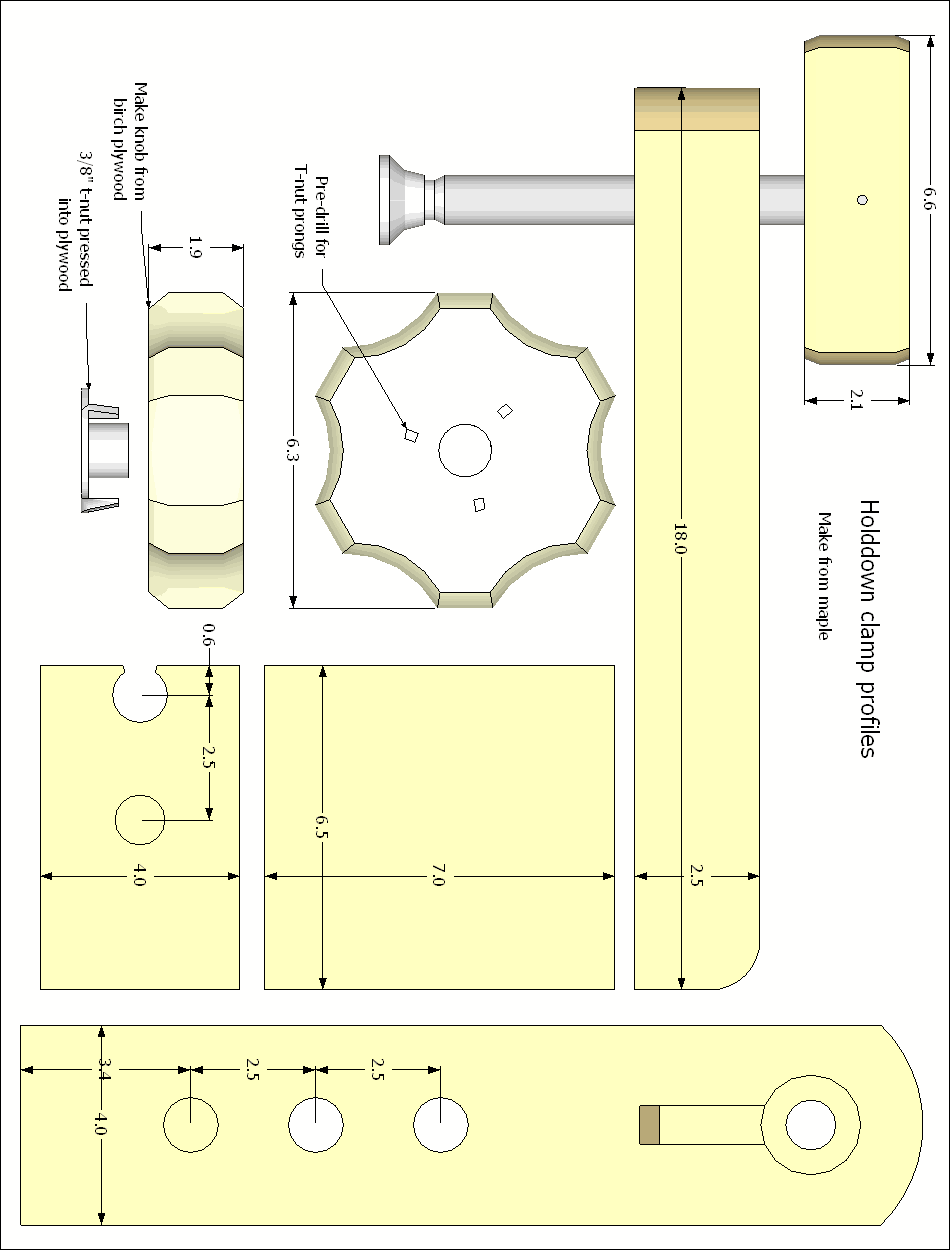 Holddown clamp profiles
Make from maple
6.6
2.1
18.0
2.5
Pre-drill for
T-nut prongs
6.3
Make knob from
birch plywood
1.9
3/8" t-nut pressed
into plywood
6.5
7.0
0.6
2.5
4.0
3.4
2.5
2.5
4.0